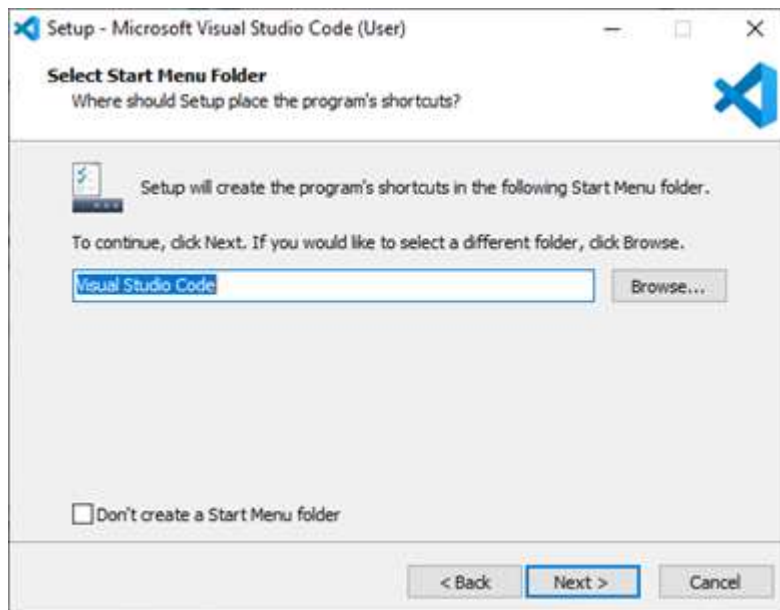 Setup - Microsoft Visual Studio Code (User)
Select Start Menu Folder
Where should Setup place the program's shortcuts?
Setup will create the program's shortcuts in the following Start Menu folder.
To continue, click Next. If you would like to select a different folder, click Browse.
Visual Studio Code
Browse...
Don't create a Start Menu folder
< Back
Next >
Cancel